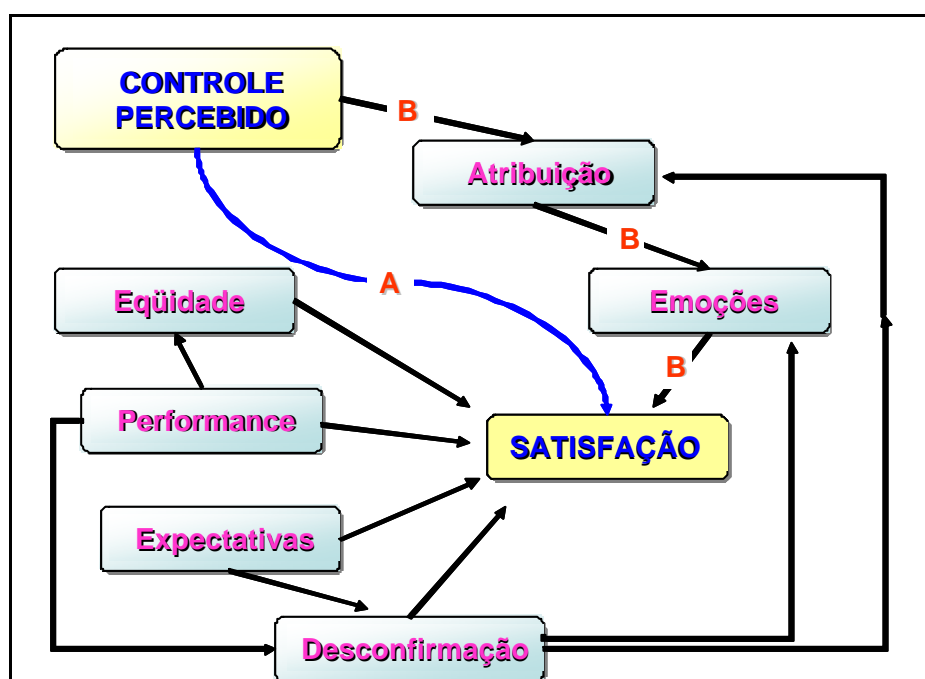 CONTROLE
PERCEBIDO
B
Atribuição
B
A
Eqüidade
Emoções
B
Performance
SATISFAÇÃO
Expectativas
Desconfirmação